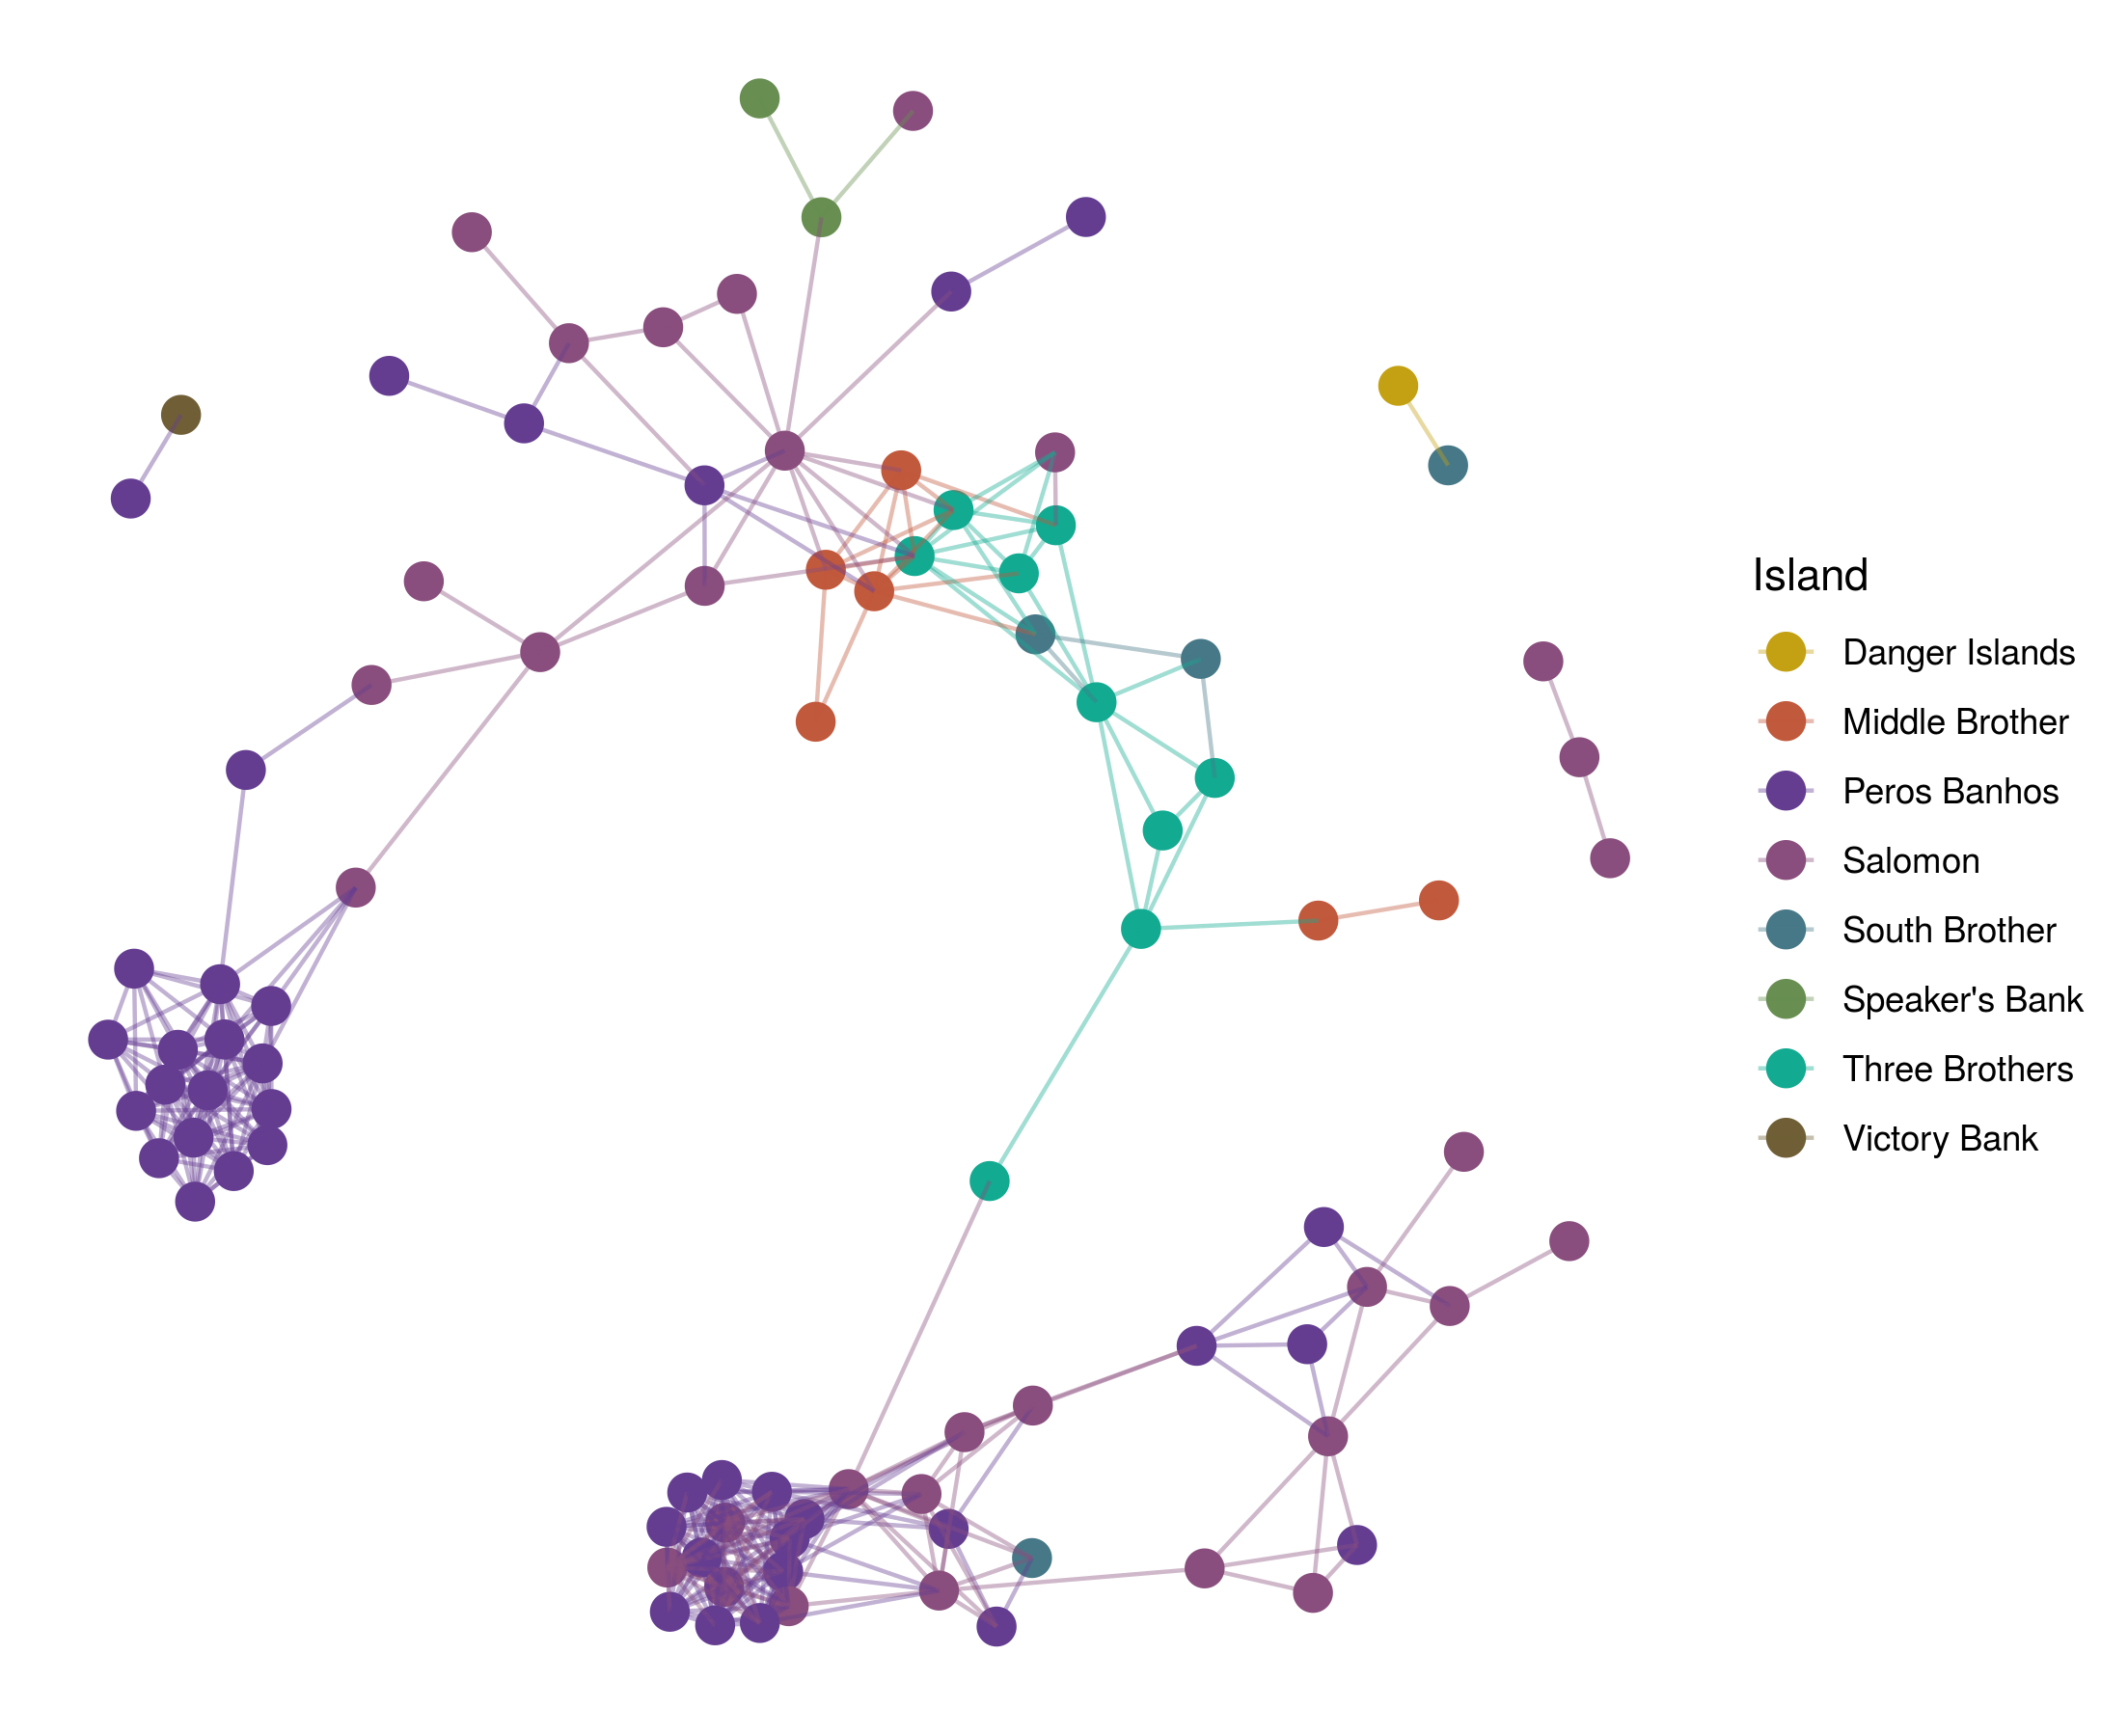 Island
Danger Islands
Middle Brother
Peros Banhos
Salomon
South Brother
Speaker's Bank
Three Brothers
Victory Bank